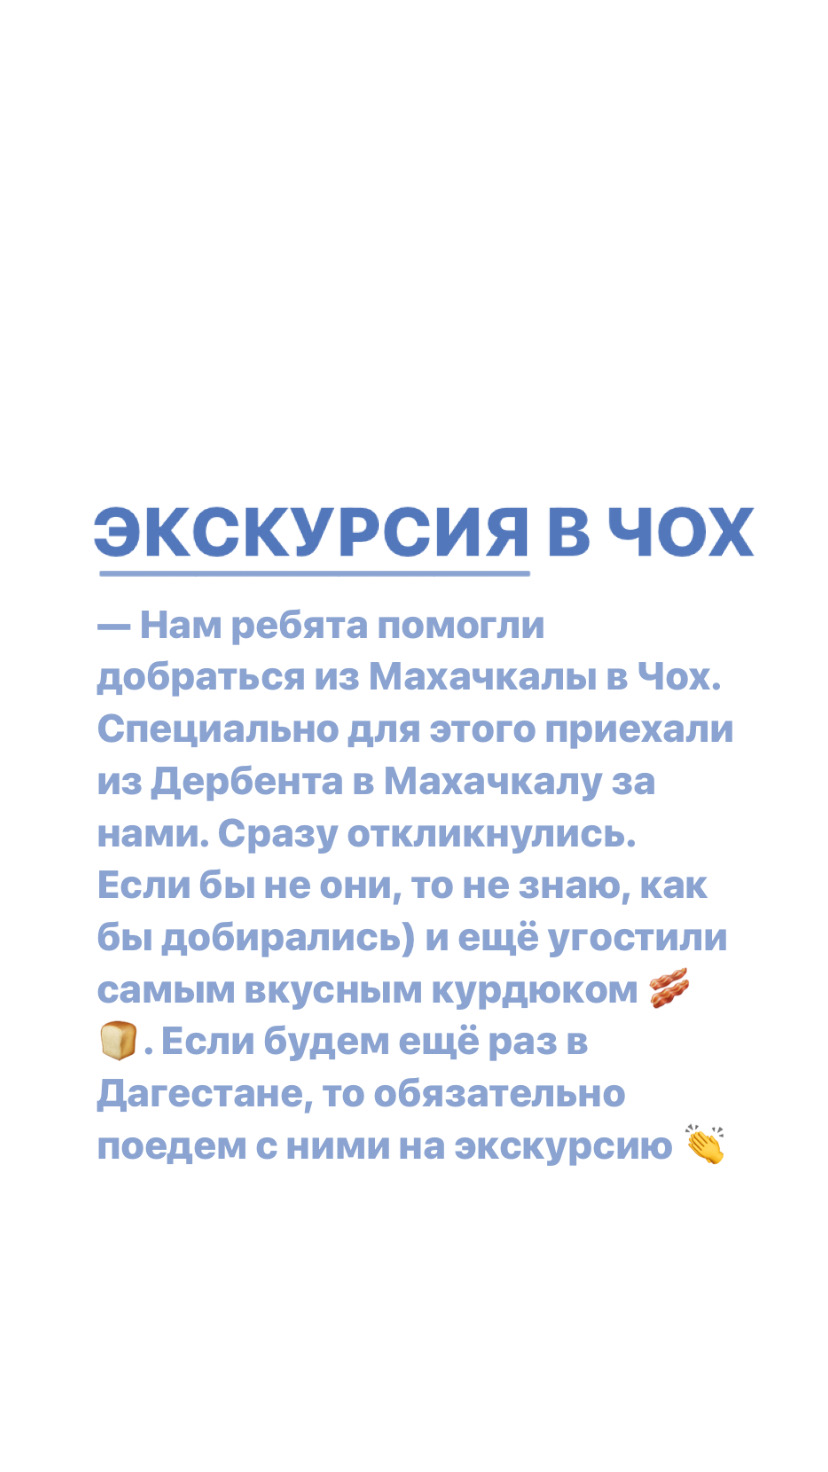 ЭКСКУРСИЯ В ЧОХ
— Нам ребята помогли
добраться из Махачкалы в Чох.
Специально для этого приехали
из Дербента в Махачкалу за
нами. Сразу откликнулись.
Если бы не они, то не знаю, как
бы добирались) и ещё угостили
самым вкусным курдюком 🥓
🍞. Если будем ещё раз в
Дагестане, то обязательно
поедем с ними на экскурсию 👏